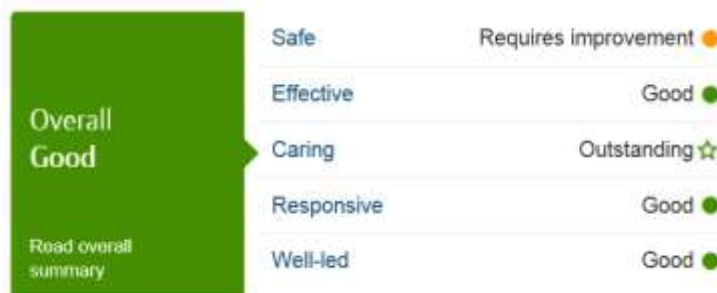 Overall
Good
Read overall
summary
Safe Requires improvement
Effective Good
Caring Outstanding
Responsive Good
Well-led Good